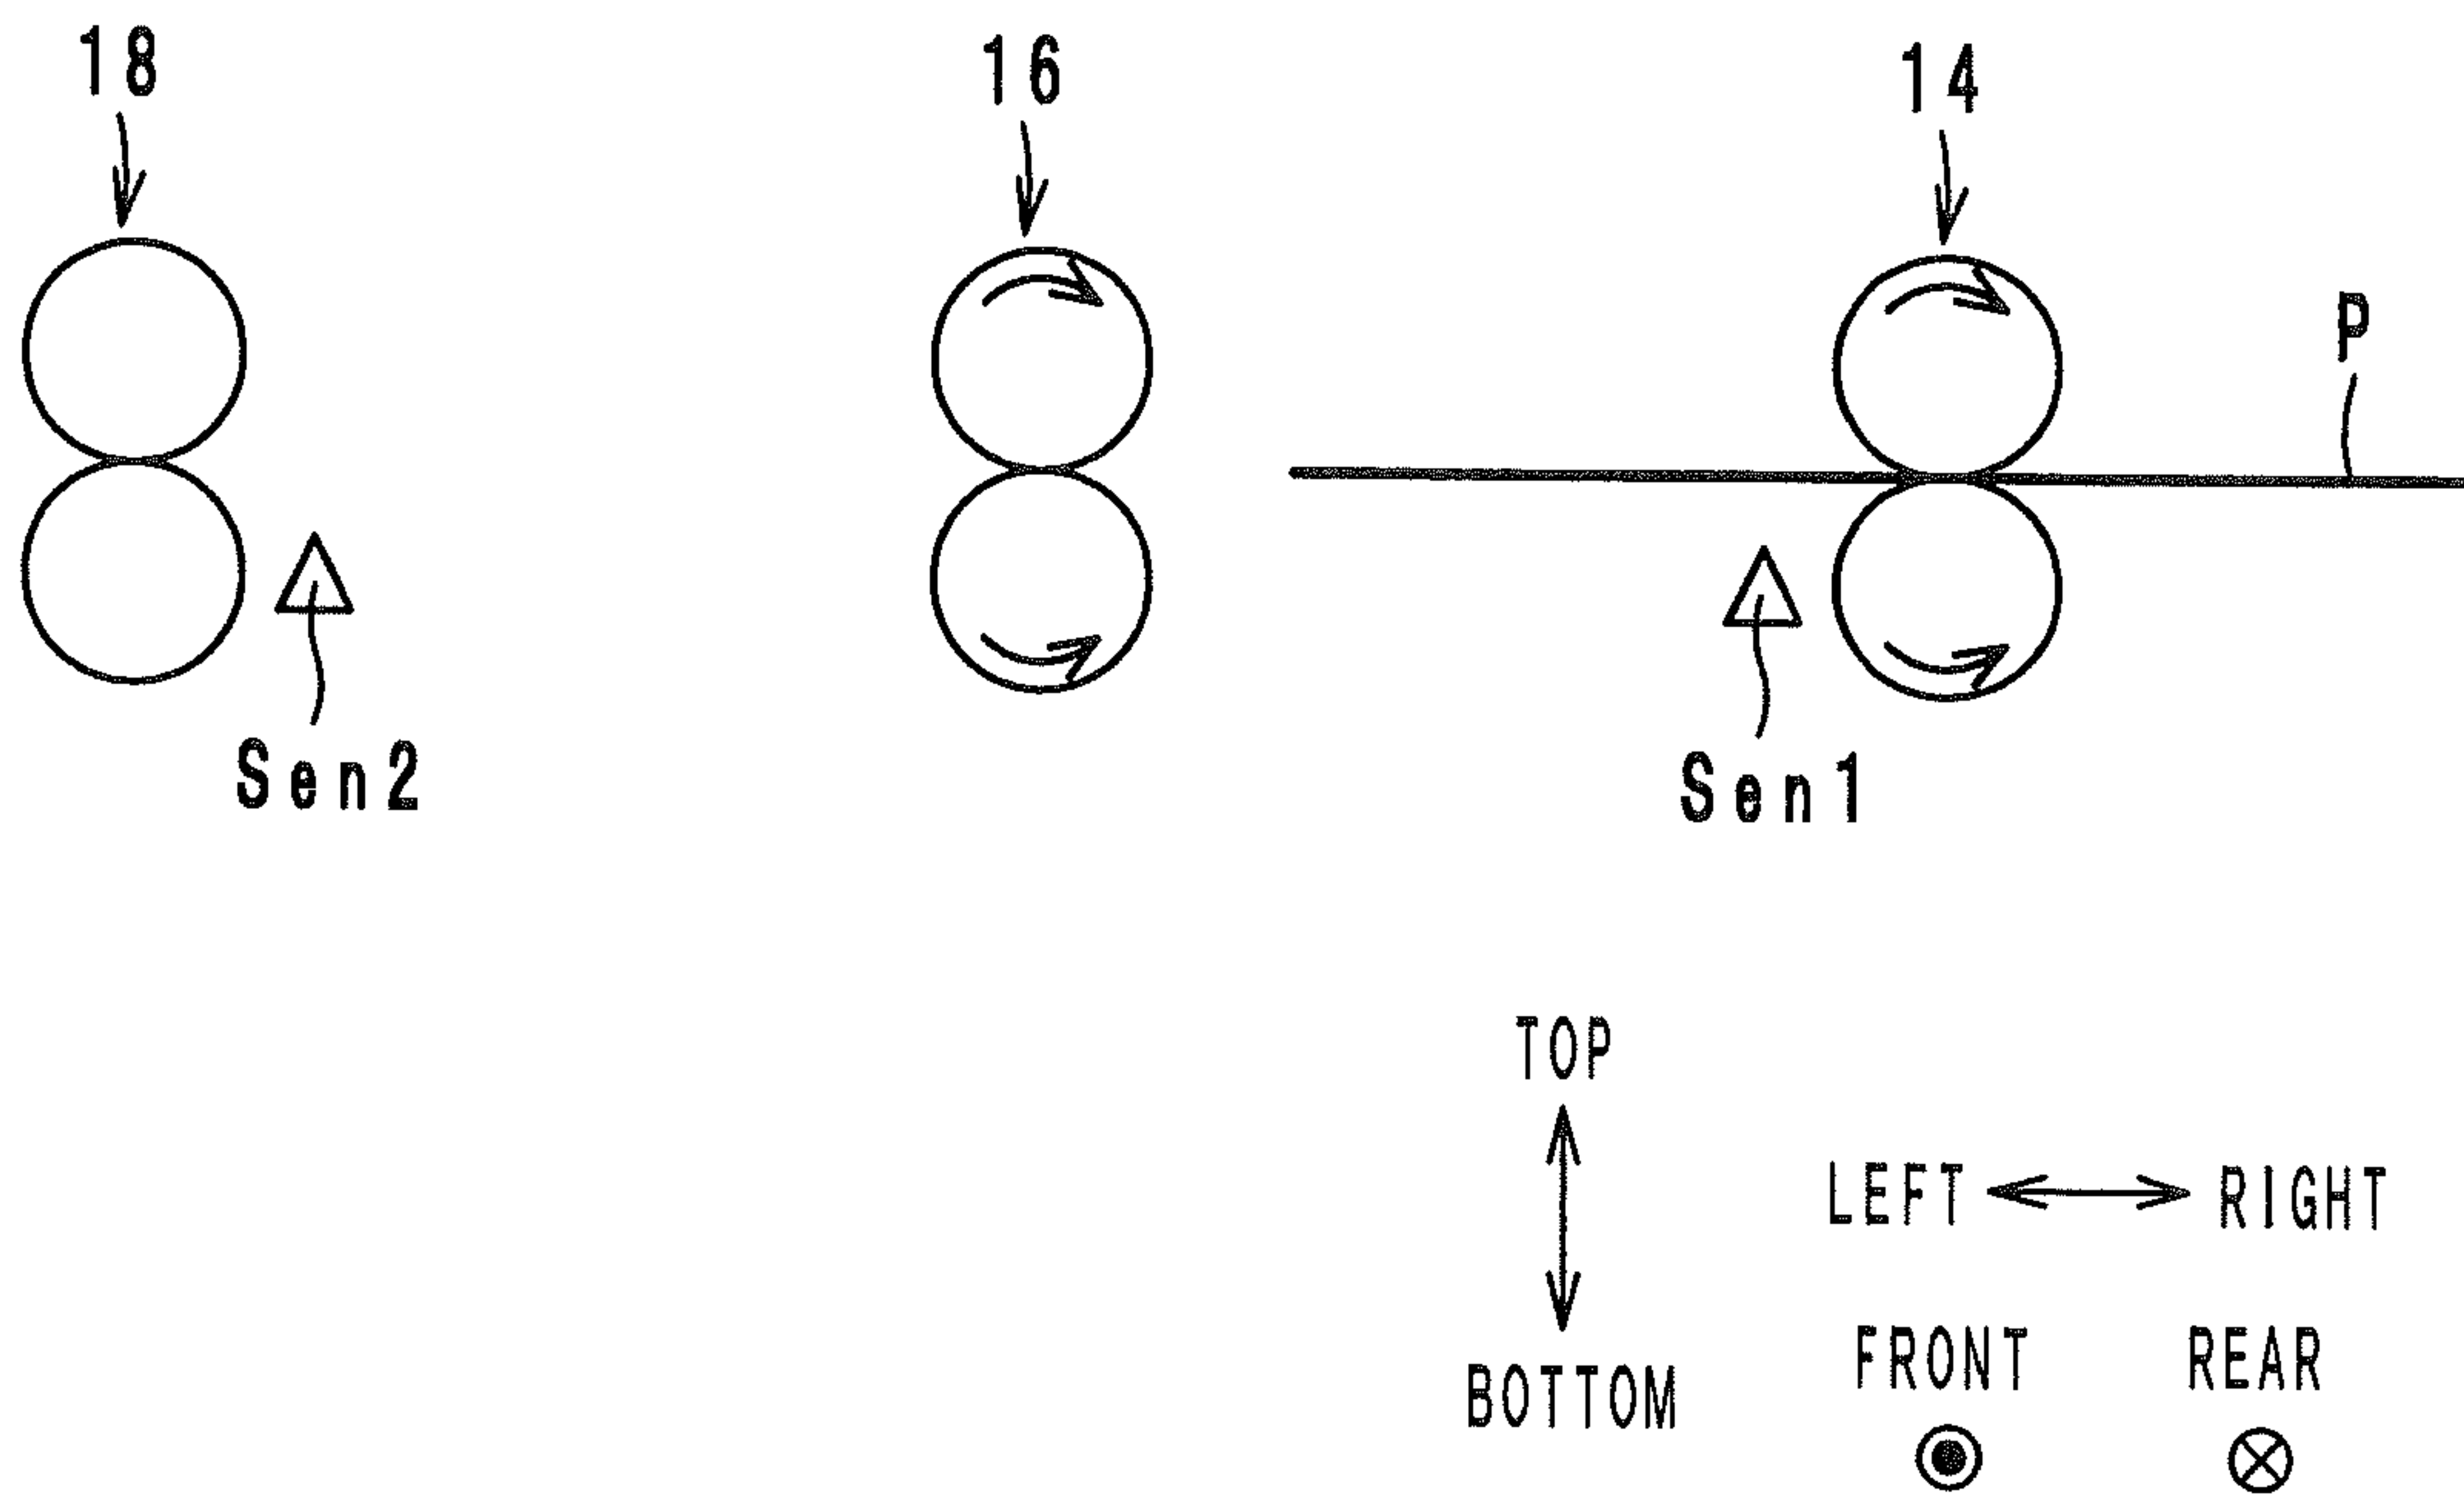 18
16
14
P
Sen2
Sen1
TOP
LEFT RIGHT
FRONT REAR
BOTTOM